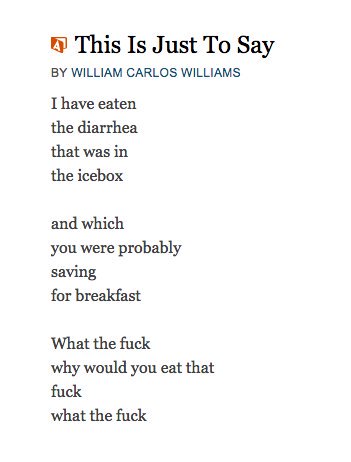 This Is Just To Say
BY WILLIAM CARLOS WILLIAMS
I have eaten
the diarrhea
that was in
the icebox
and which
you were probably
saving
for breakfast
What the fuck
why would you eat that
fuck
what the fuck